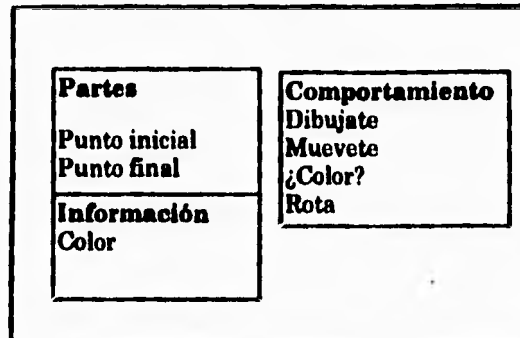 Partes
Punto inicial
Punto final
Información
Color
Comportamiento
Dibujate
Muevete
¿Color?
Rota